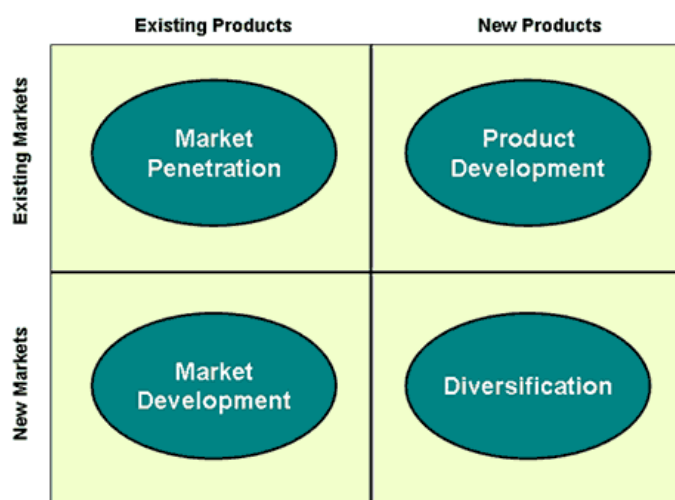 Existing Products
New Products
Existing Markets
Market
Penetration
Product
Development
New Markets
Market
Development
Diversification